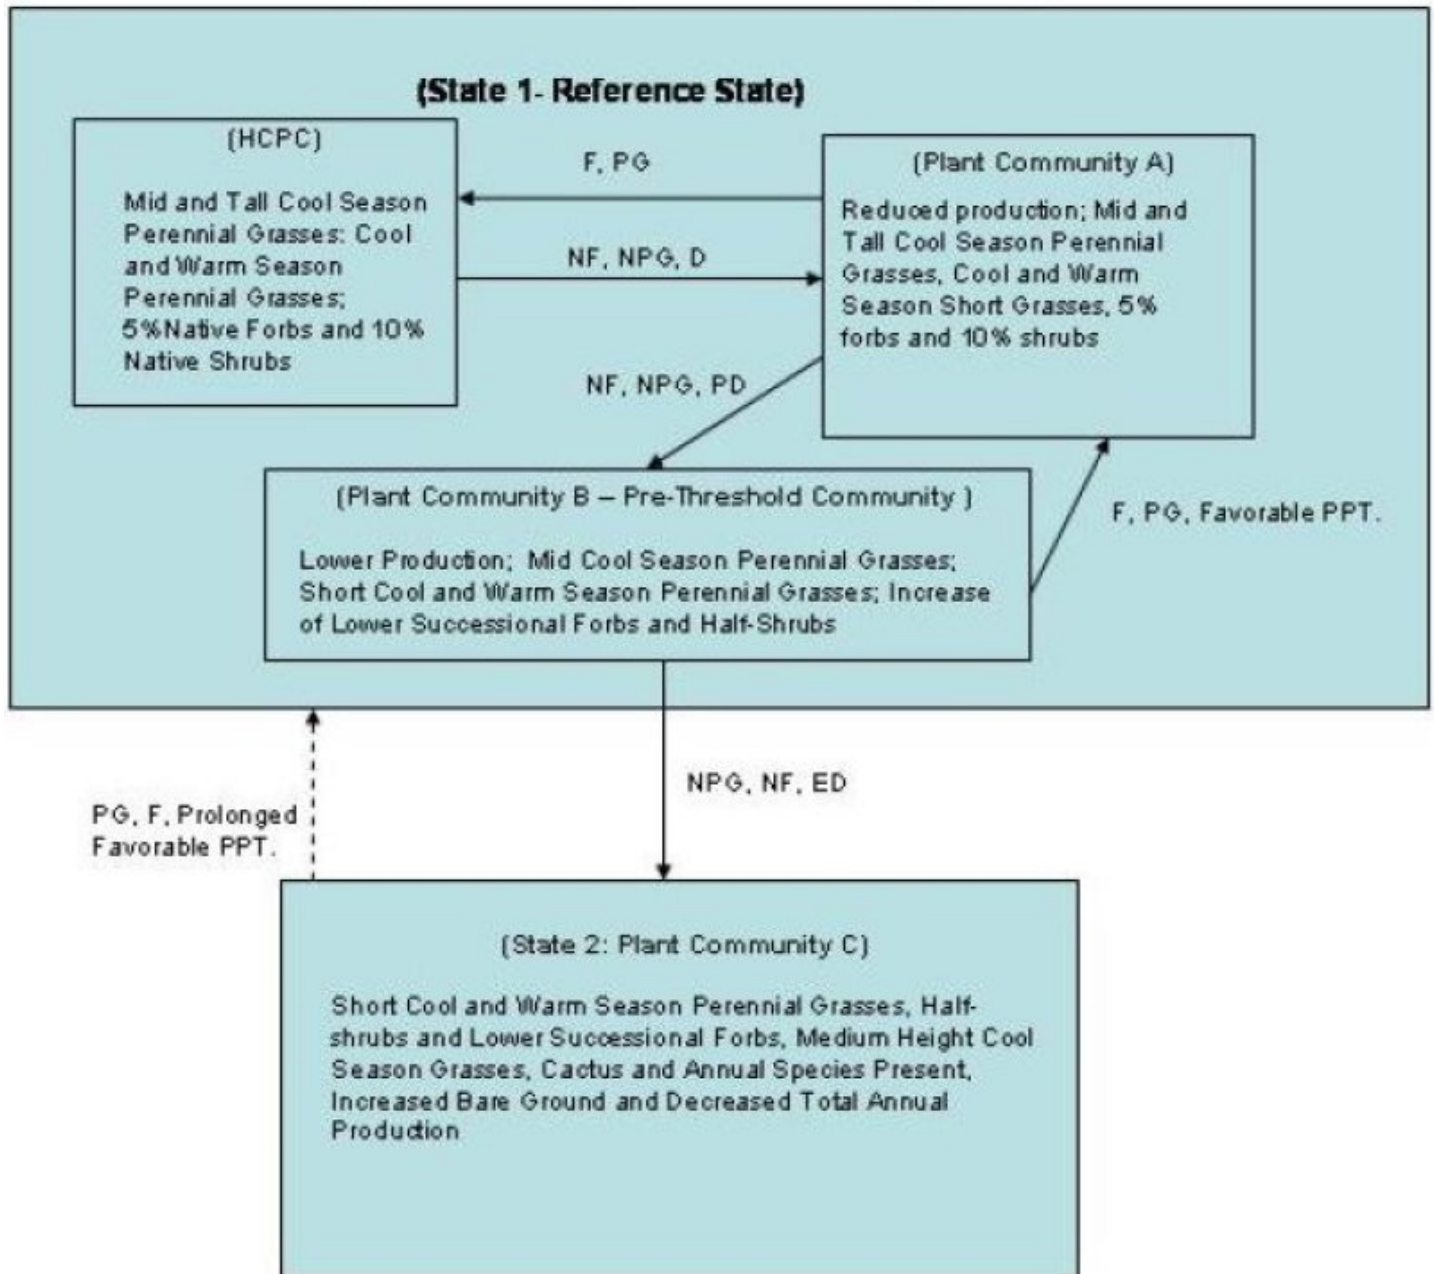 (State 1- Reference State)
(HCPC)
Mid and Tall Cool Season
Perennial Grasses: Cool
and Warm Season
Perennial Grasses;
5%Native Forbs and 10%
Native Shrubs
F, PG
NF, NPG, D
(Plant Community A)
Reduced production; Mid and
Tall Cool Season Perennial
Grasses, Cool and Warm
Season Short Grasses, 5%
forbs and 10% shrubs
NF, NPG, PD
(Plant Community B – Pre-Threshold Community )
Lower Production; Mid Cool Season Perennial Grasses;
Short Cool and Warm Season Perennial Grasses; Increase
of Lower Successional Forbs and Half-Shrubs
F, PG, Favorable PPT.
NPG, NF, ED
PG, F, Prolonged
Favorable PPT.
(State 2: Plant Community C)
Short Cool and Warm Season Perennial Grasses, Half-
shrubs and Lower Successional Forbs, Medium Height Cool
Season Grasses, Cactus and Annual Species Present,
Increased Bare Ground and Decreased Total Annual
Production